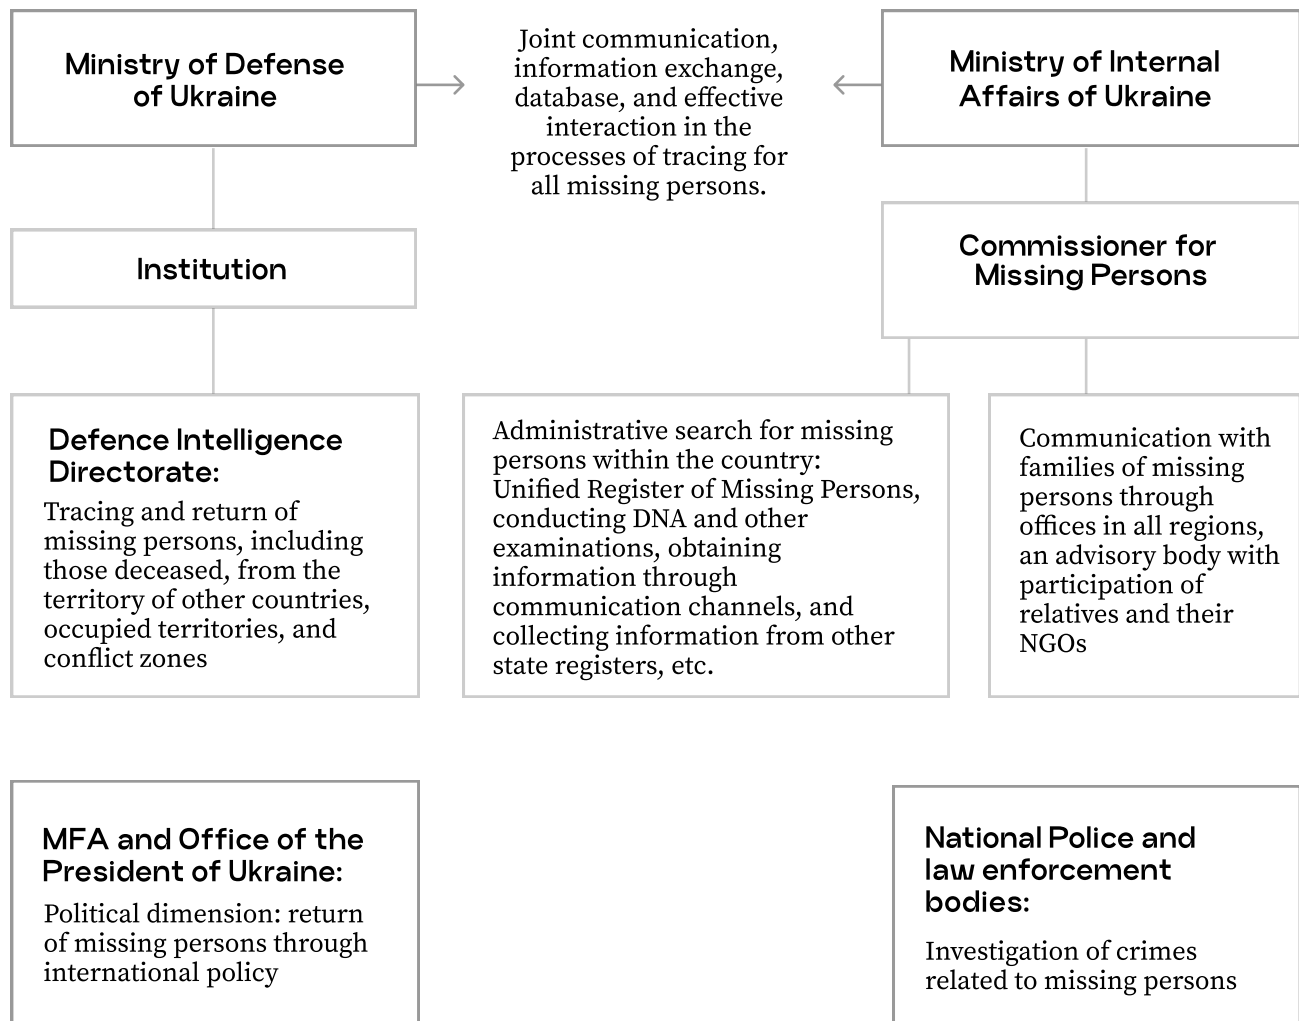 Ministry of Defense
of Ukraine
Joint communication,
information exchange,
database, and effective
interaction in the
processes of tracing for
all missing persons.
Ministry of Internal
Affairs of Ukraine
Institution
Commissioner for
Missing Persons
Defence Intelligence
Directorate:
Tracing and return of
missing persons, including
those deceased, from the
territory of other countries,
occupied territories, and
conflict zones
Administrative search for missing
persons within the country:
Unified Register of Missing Persons,
conducting DNA and other
examinations, obtaining
information through
communication channels, and
collecting information from other
state registers, etc.
Communication with
families of missing
persons through
offices in all regions,
an advisory body with
participation of
relatives and their
NGOs
MFA and Office of the
President of Ukraine:
Political dimension: return
of missing persons through
international policy
National Police and
law enforcement
bodies:
Investigation of crimes
related to missing persons